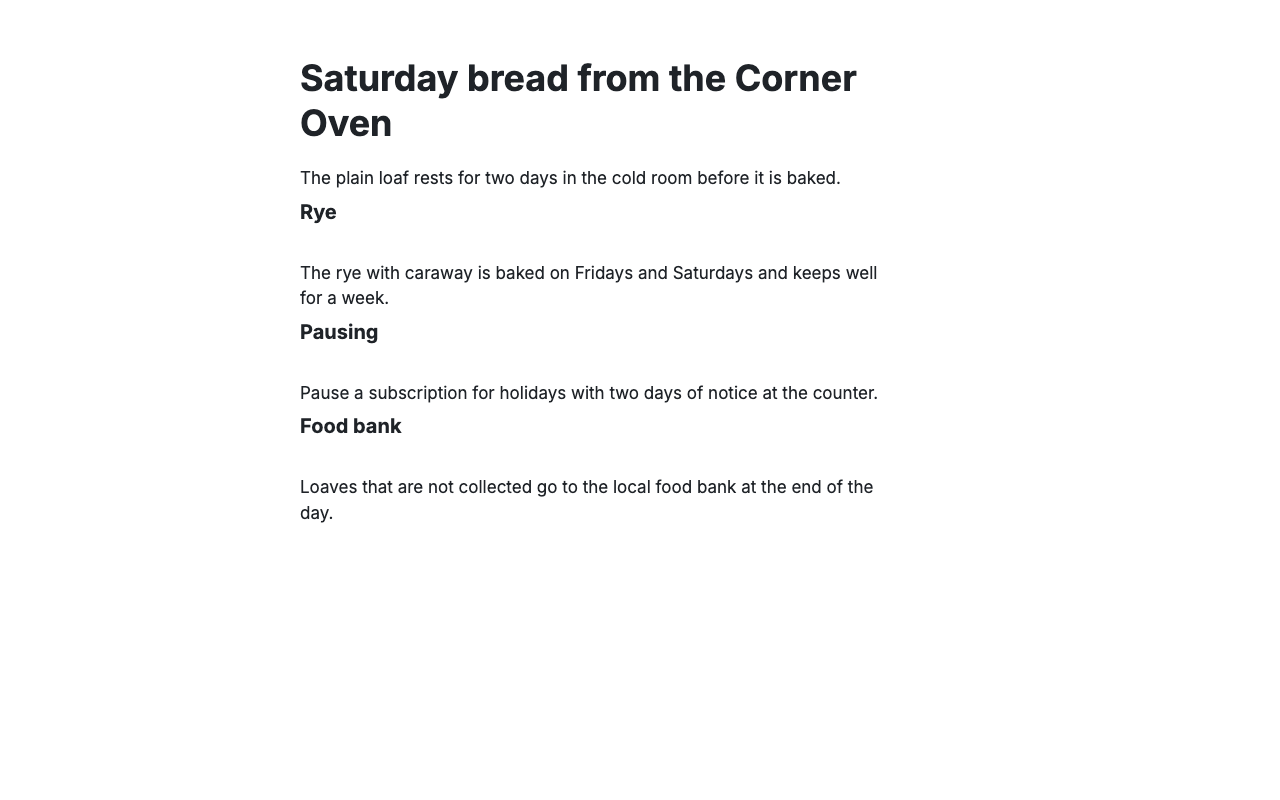 Saturday bread from the Corner
Oven
The plain loaf rests for two days in the cold room before it is baked.
Rye
The rye with caraway is baked on Fridays and Saturdays and keeps well
for a week.
Pausing
Pause a subscription for holidays with two days of notice at the counter.
Food bank
Loaves that are not collected go to the local food bank at the end of the
day.